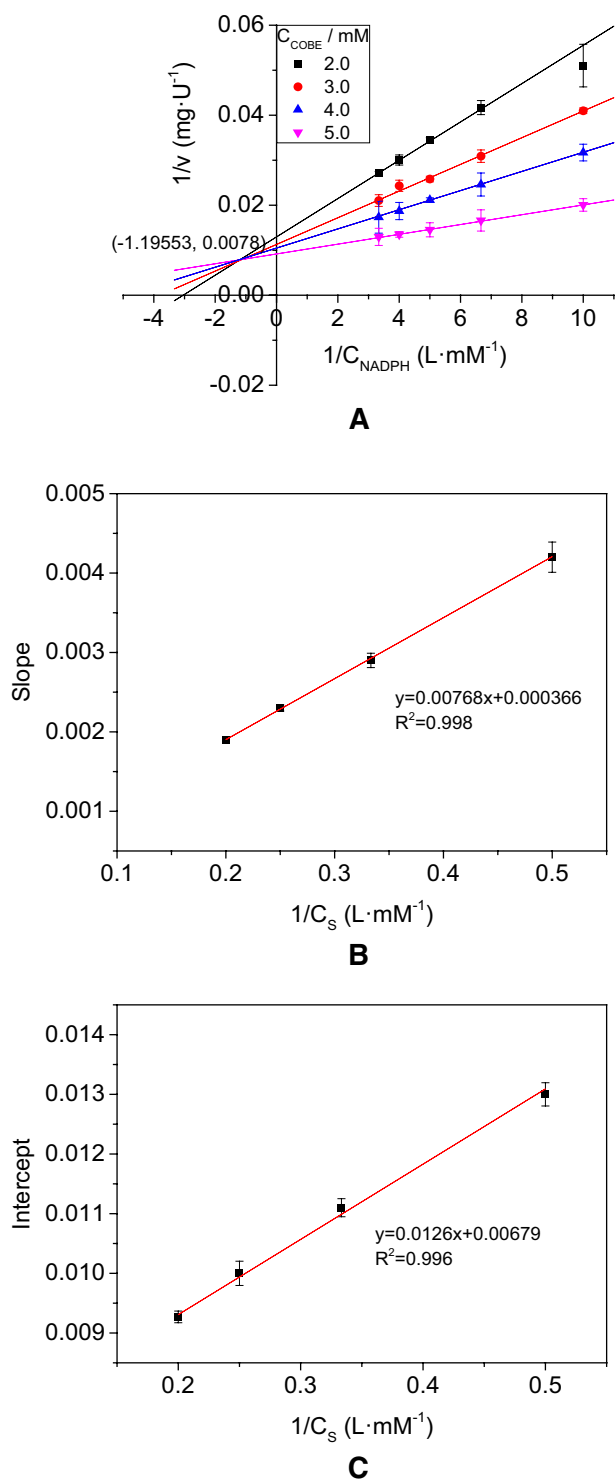 0.06
C_COBE / mM
2.0
3.0
4.0
5.0
0.04
0.02
0.00
-0.02
1/v (mg·U⁻¹)
(-1.19553, 0.0078)
-4 -2 0 2 4 6 8 10
1/C_NADPH (L·mM⁻¹)
A
0.005
0.004
0.003
0.002
0.001
Slope
y=0.00768x+0.000366
R²=0.998
0.1 0.2 0.3 0.4 0.5
1/C_S (L·mM⁻¹)
B
0.014
0.013
0.012
0.011
0.010
0.009
Intercept
y=0.0126x+0.00679
R²=0.996
0.2 0.3 0.4 0.5
1/C_S (L·mM⁻¹)
C